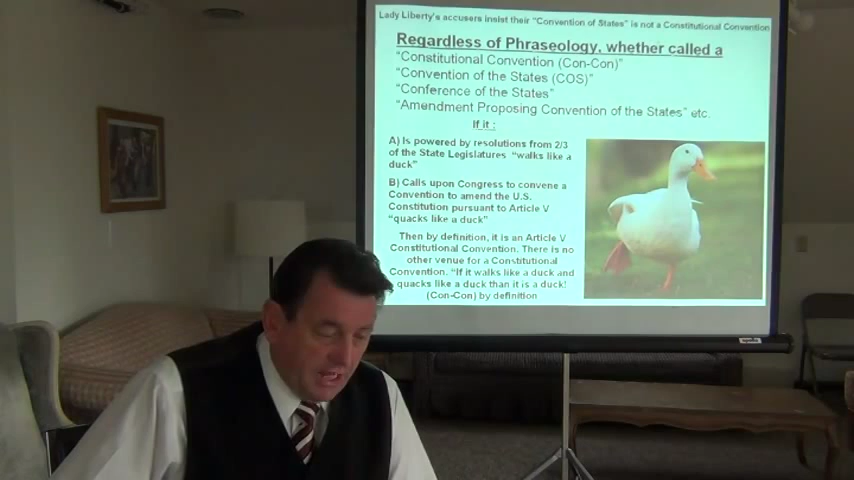 Lady Liberty's accusers insist their "Convention of States" is not a Constitutional Convention
Regardless of Phraseology, whether called a
"Constitutional Convention (Con-Con)"
"Convention of the States (COS)"
"Conference of the States"
"Amendment Proposing Convention of the States" etc.
If it :
A) Is powered by resolutions from 2/3
of the State Legislatures "walks like a
duck"
B) Calls upon Congress to convene a
Convention to amend the U.S.
Constitution pursuant to Article V
"quacks like a duck"
Then by definition, it is an Article V
Constitutional Convention. There is no
other venue for a Constitutional
Convention. "If it walks like a duck and
quacks like a duck than it is a duck!
(Con-Con) by definition